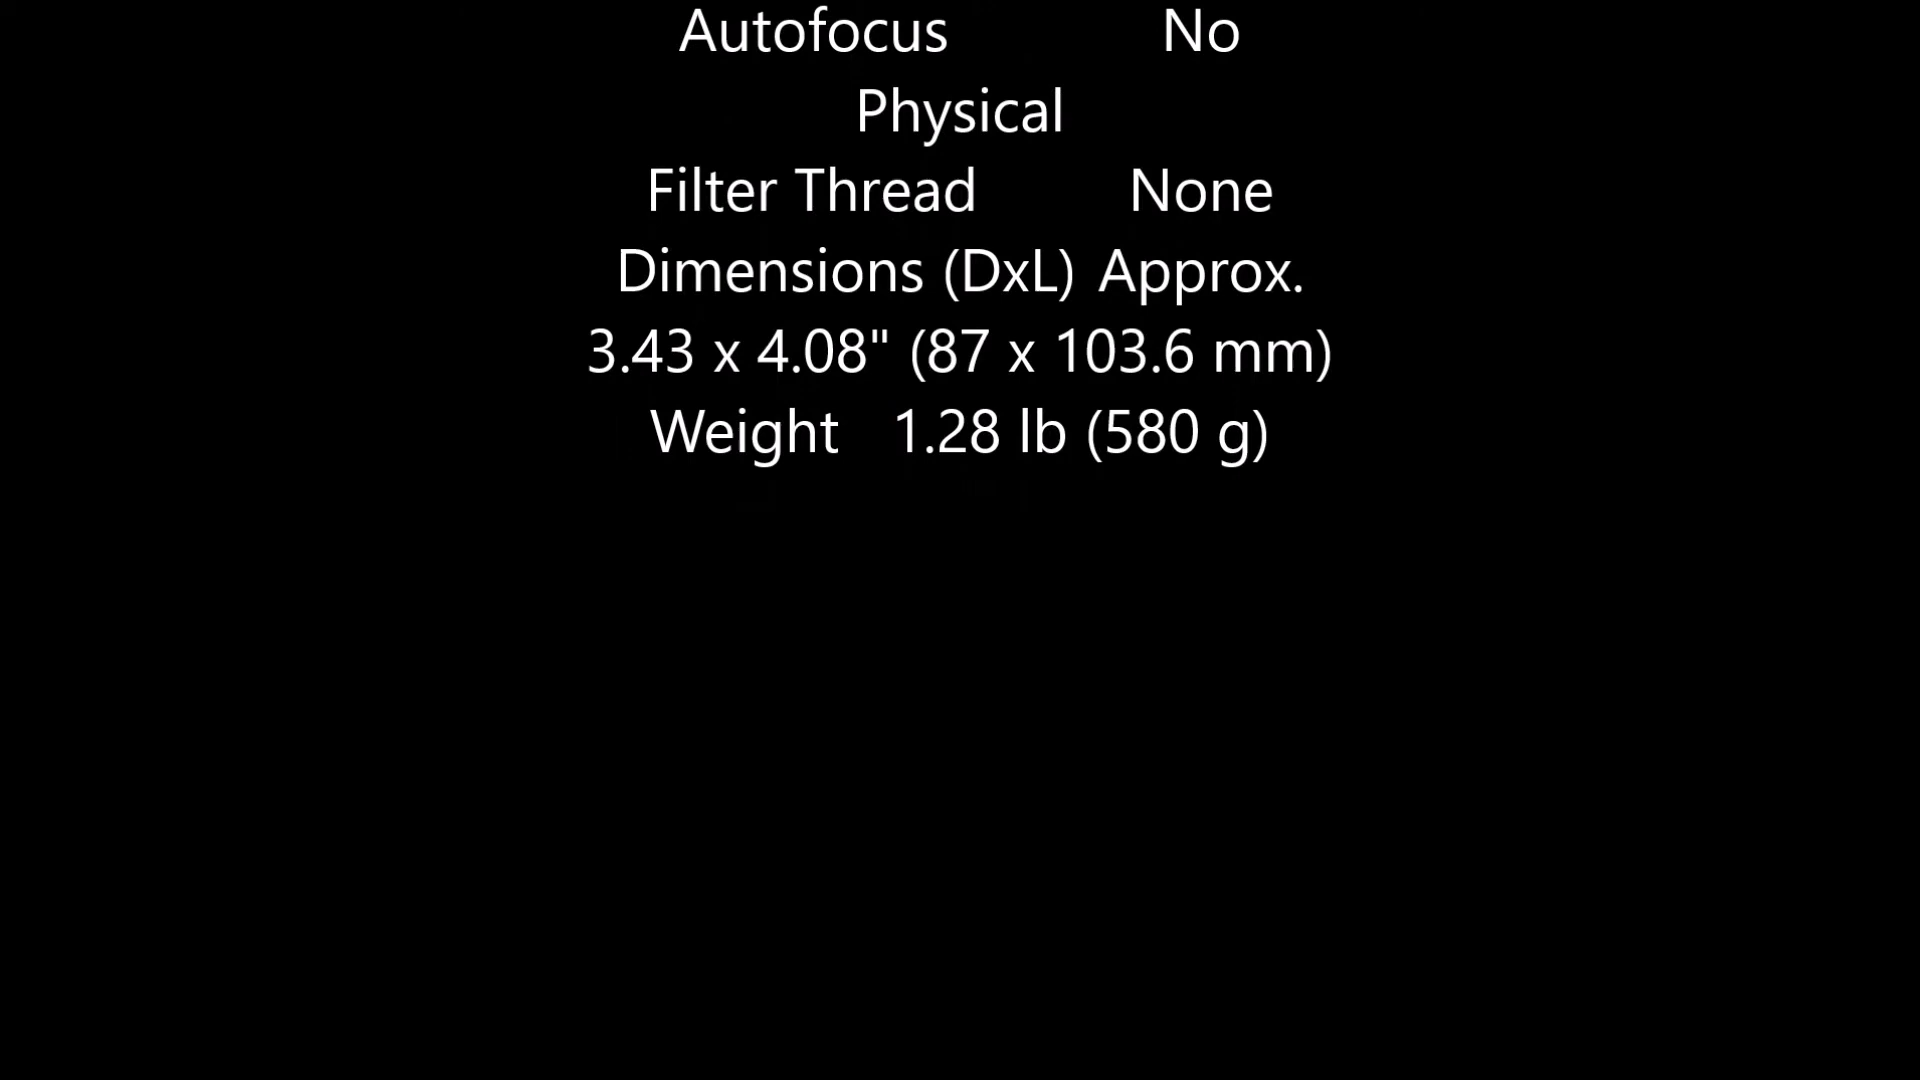 Autofocus No
Physical
Filter Thread None
Dimensions (DxL) Approx.
3.43 x 4.08" (87 x 103.6 mm)
Weight 1.28 lb (580 g)